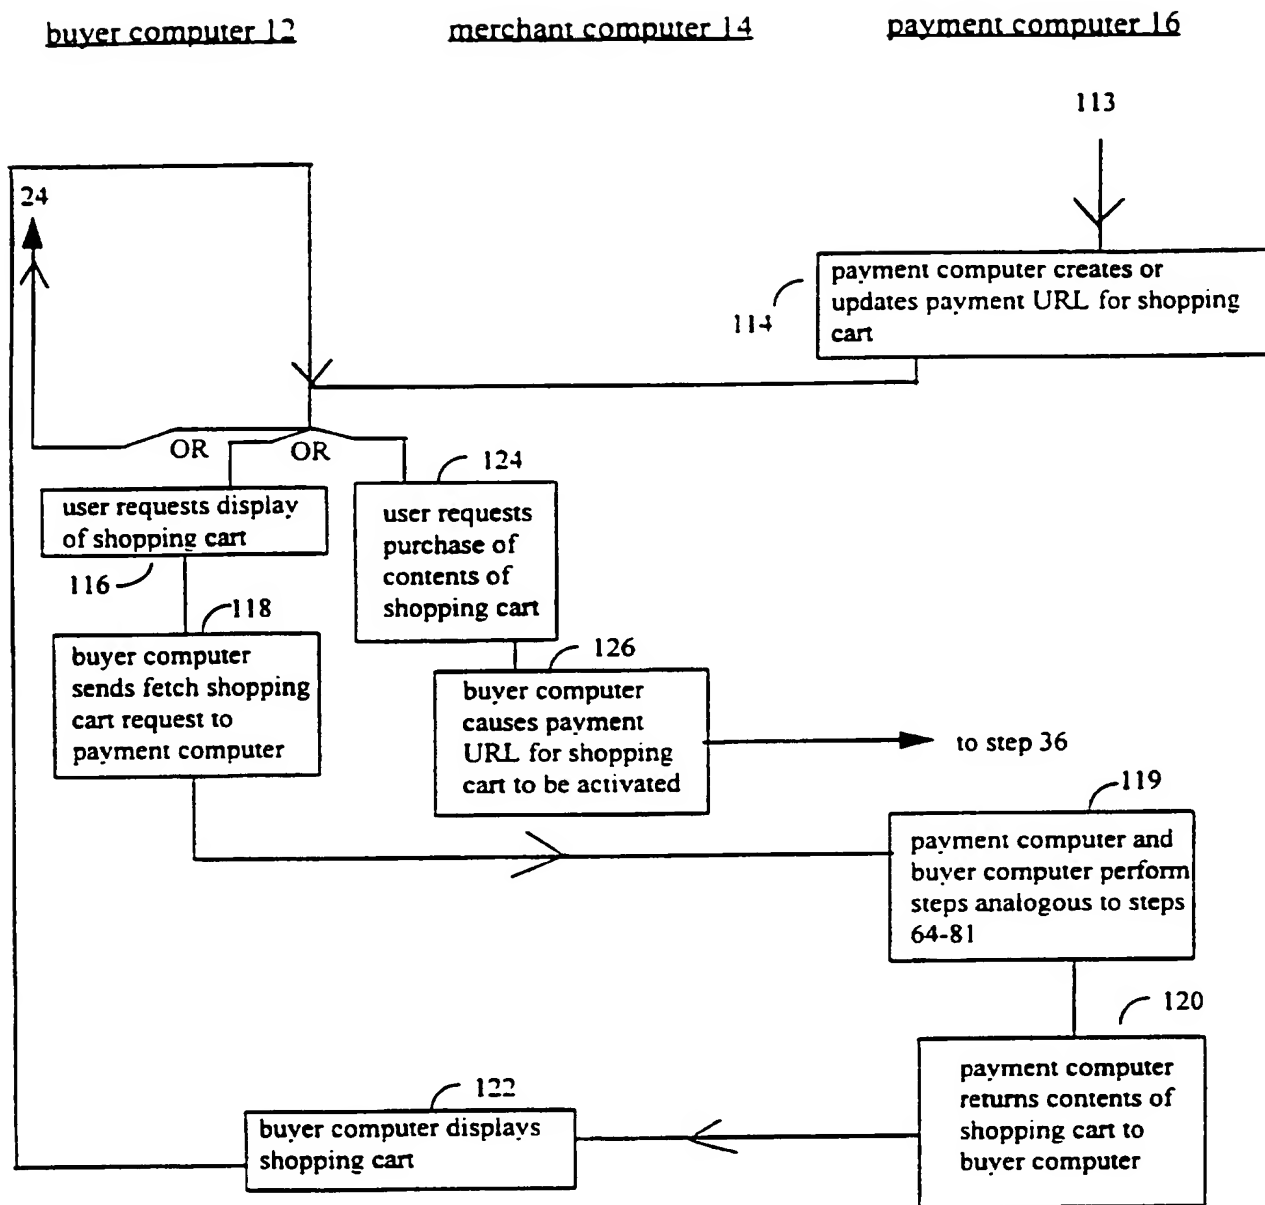 buyer computer 12
merchant computer 14
payment computer 16
113
24
payment computer creates or
updates payment URL for shopping
cart
114
OR
OR
124
user requests display
of shopping cart
116
user requests
purchase of
contents of
shopping cart
118
buyer computer
sends fetch shopping
cart request to
payment computer
126
buyer computer
causes payment
URL for shopping
cart to be activated
to step 36
119
payment computer and
buyer computer perform
steps analogous to steps
64-81
120
payment computer
returns contents of
shopping cart to
buyer computer
122
buyer computer displays
shopping cart